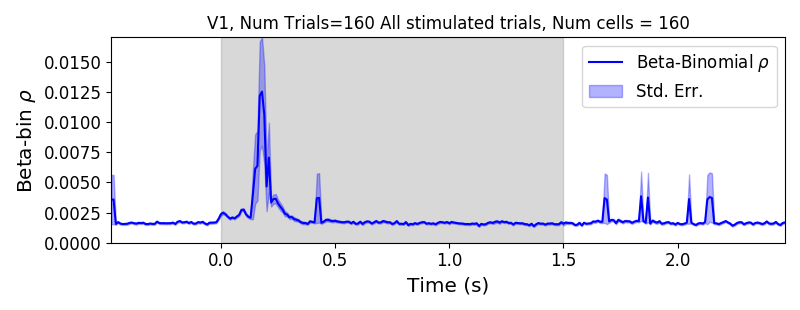 V1, Num Trials=160 All stimulated trials, Num cells = 160
Beta-bin ρ
0.0150
0.0125
0.0100
0.0075
0.0050
0.0025
0.0000
Beta-Binomial ρ
Std. Err.
0.0 0.5 1.0 1.5 2.0
Time (s)